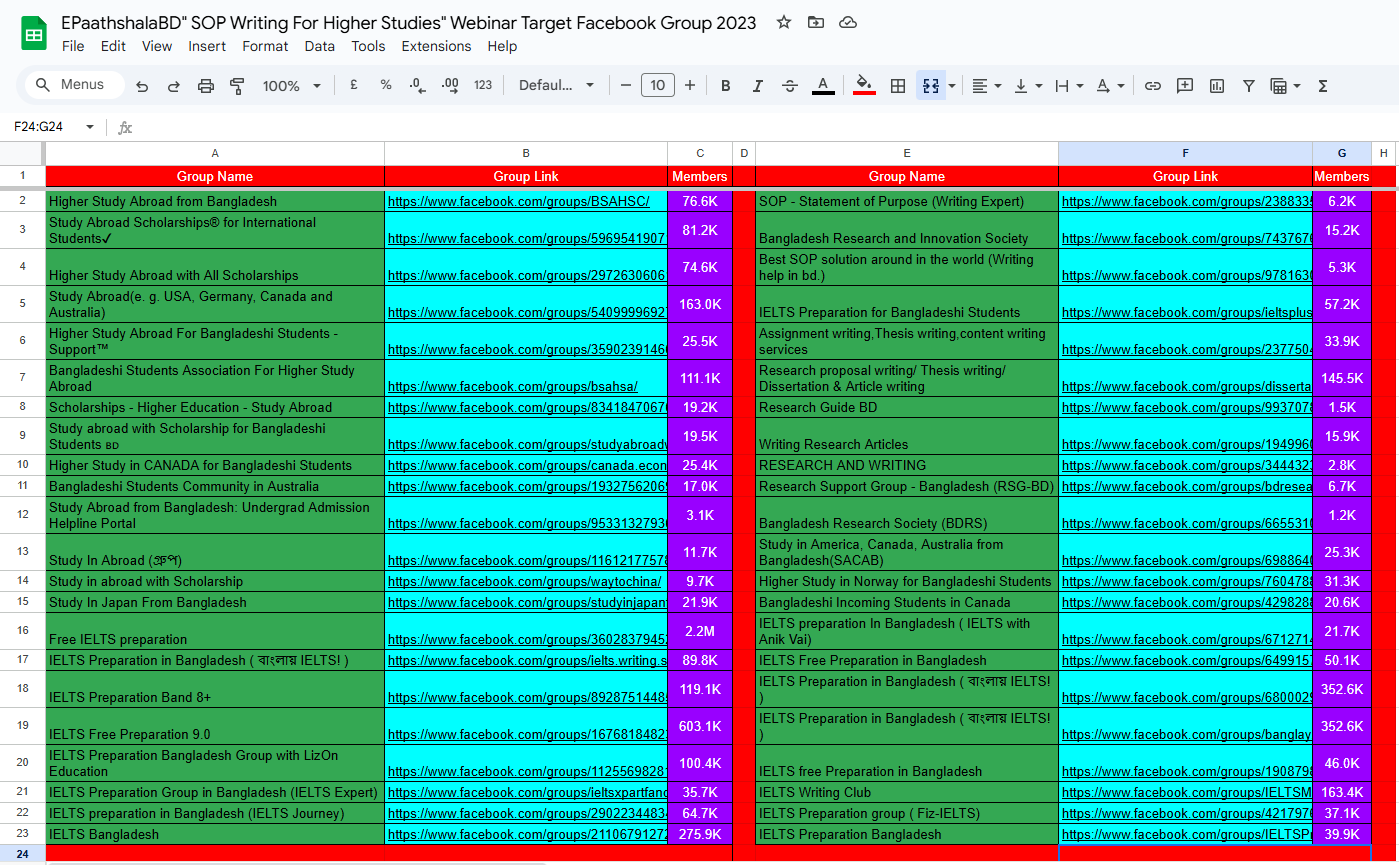 EPaathshalaBD" SOP Writing For Higher Studies" Webinar Target Facebook Group 2023
File Edit View Insert Format Data Tools Extensions Help
Menus 100% £ % .0 .00 123 Defaul... − 10 + B I A Σ
F24:G24 fx
A B C D E F G H
1 Group Name Group Link Members Group Name Group Link Members
2 Higher Study Abroad from Bangladesh https://www.facebook.com/groups/BSAHSC/ 76.6K SOP - Statement of Purpose (Writing Expert) https://www.facebook.com/groups/238833 6.2K
3 Study Abroad Scholarships® for International
Students✓ https://www.facebook.com/groups/5969541907 81.2K Bangladesh Research and Innovation Society https://www.facebook.com/groups/743767 15.2K
4 Higher Study Abroad with All Scholarships https://www.facebook.com/groups/2972630606 74.6K Best SOP solution around in the world (Writing
help in bd.) https://www.facebook.com/groups/978163 5.3K
5 Study Abroad(e. g. USA, Germany, Canada and
Australia) https://www.facebook.com/groups/540999692 163.0K IELTS Preparation for Bangladeshi Students https://www.facebook.com/groups/ieltsplus 57.2K
6 Higher Study Abroad For Bangladeshi Students -
Support™ https://www.facebook.com/groups/359023914 25.5K Assignment writing,Thesis writing,content writing
services https://www.facebook.com/groups/237750 33.9K
7 Bangladeshi Students Association For Higher Study
Abroad https://www.facebook.com/groups/bsahsa/ 111.1K Research proposal writing/ Thesis writing/
Dissertation & Article writing https://www.facebook.com/groups/disserta 145.5K
8 Scholarships - Higher Education - Study Abroad https://www.facebook.com/groups/834184706 19.2K Research Guide BD https://www.facebook.com/groups/993707 1.5K
9 Study abroad with Scholarship for Bangladeshi
Students ʙᴅ https://www.facebook.com/groups/studyabroad 19.5K Writing Research Articles https://www.facebook.com/groups/194996 15.9K
10 Higher Study in CANADA for Bangladeshi Students https://www.facebook.com/groups/canada.econ 25.4K RESEARCH AND WRITING https://www.facebook.com/groups/344432 2.8K
11 Bangladeshi Students Community in Australia https://www.facebook.com/groups/1932756206 17.0K Research Support Group - Bangladesh (RSG-BD) https://www.facebook.com/groups/bdresea 6.7K
12 Study Abroad from Bangladesh: Undergrad Admission
Helpline Portal https://www.facebook.com/groups/953313279 3.1K Bangladesh Research Society (BDRS) https://www.facebook.com/groups/665531 1.2K
13 Study In Abroad (গ্রুপ) https://www.facebook.com/groups/116121775 11.7K Study in America, Canada, Australia from
Bangladesh(SACAB) https://www.facebook.com/groups/698864 25.3K
14 Study in abroad with Scholarship https://www.facebook.com/groups/waytochina/ 9.7K Higher Study in Norway for Bangladeshi Students https://www.facebook.com/groups/760478 31.3K
15 Study In Japan From Bangladesh https://www.facebook.com/groups/studyinjapan 21.9K Bangladeshi Incoming Students in Canada https://www.facebook.com/groups/429828 20.6K
16 Free IELTS preparation https://www.facebook.com/groups/360283794 2.2M IELTS preparation In Bangladesh ( IELTS with
Anik Vai) https://www.facebook.com/groups/671271 21.7K
17 IELTS Preparation in Bangladesh ( বাংলায় IELTS! ) https://www.facebook.com/groups/ielts.writing.s 89.8K IELTS Free Preparation in Bangladesh https://www.facebook.com/groups/649915 50.1K
18 IELTS Preparation Band 8+ https://www.facebook.com/groups/892875144 119.1K IELTS Preparation in Bangladesh ( বাংলায় IELTS!
) https://www.facebook.com/groups/680002 352.6K
19 IELTS Free Preparation 9.0 https://www.facebook.com/groups/167681848 603.1K IELTS Preparation in Bangladesh ( বাংলায় IELTS!
) https://www.facebook.com/groups/banglay 352.6K
20 IELTS Preparation Bangladesh Group with LizOn
Education https://www.facebook.com/groups/112556982 100.4K IELTS free Preparation in Bangladesh https://www.facebook.com/groups/190879 46.0K
21 IELTS Preparation Group in Bangladesh (IELTS Expert) https://www.facebook.com/groups/ieltsxpartfan 35.7K IELTS Writing Club https://www.facebook.com/groups/IELTSM 163.4K
22 IELTS preparation in Bangladesh (IELTS Journey) https://www.facebook.com/groups/290223448 64.7K IELTS Preparation group ( Fiz-IELTS) https://www.facebook.com/groups/421797 37.1K
23 IELTS Bangladesh https://www.facebook.com/groups/211067912 275.9K IELTS Preparation Bangladesh https://www.facebook.com/groups/IELTSP 39.9K
24